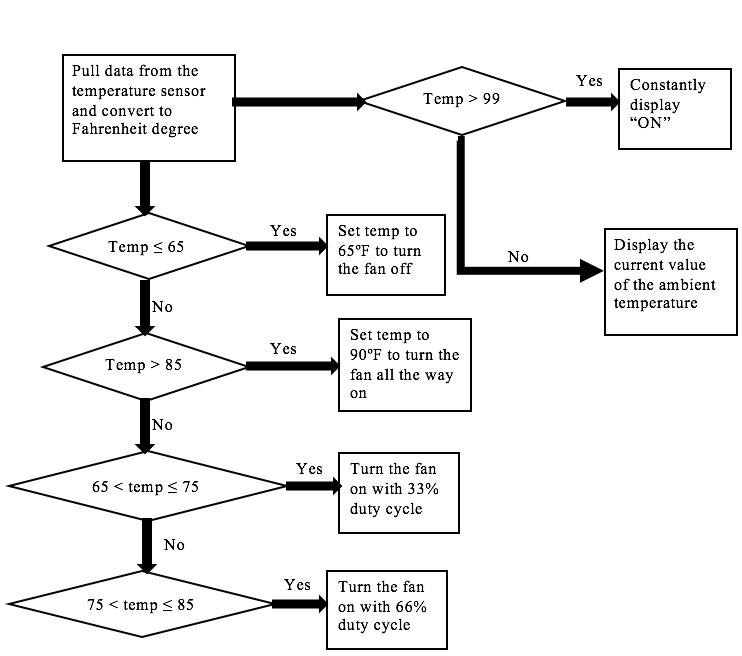 Pull data from the
temperature sensor
and convert to
Fahrenheit degree
Temp > 99
Yes
Constantly
display
“ON”
Temp ≤ 65
Yes
Set temp to
65ºF to turn
the fan off
No
Display the
current value
of the ambient
temperature
No
Temp > 85
Yes
Set temp to
90ºF to turn the
fan all the way
on
No
65 < temp ≤ 75
Yes
Turn the fan
on with 33%
duty cycle
No
75 < temp ≤ 85
Yes
Turn the fan
on with 66%
duty cycle